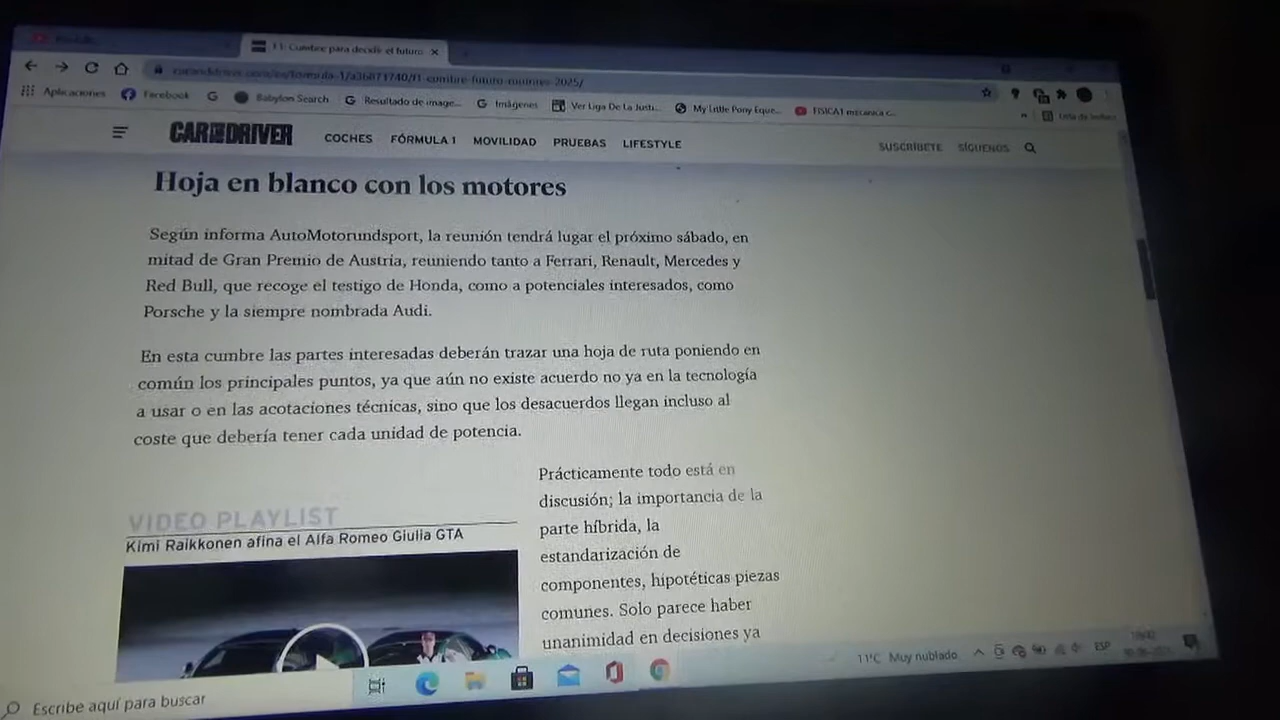 F1: Cumbre para decidir el futuro
caranddriver.com/es/formula-1/a36871740/f1-cumbre-futuro-motores-2025/
Aplicaciones Facebook Babylon Search Resultado de image... Imágenes Ver Liga De La Justi... My Little Pony Eque... FISICA1 mecanica c...
»
CAR AND DRIVER COCHES FÓRMULA 1 MOVILIDAD PRUEBAS LIFESTYLE SUSCRÍBETE SÍGUENOS
Hoja en blanco con los motores
Según informa AutoMotorundsport, la reunión tendrá lugar el próximo sábado, en
mitad de Gran Premio de Austria, reuniendo tanto a Ferrari, Renault, Mercedes y
Red Bull, que recoge el testigo de Honda, como a potenciales interesados, como
Porsche y la siempre nombrada Audi.
En esta cumbre las partes interesadas deberán trazar una hoja de ruta poniendo en
común los principales puntos, ya que aún no existe acuerdo no ya en la tecnología
a usar o en las acotaciones técnicas, sino que los desacuerdos llegan incluso al
coste que debería tener cada unidad de potencia.
VIDEO PLAYLIST
Kimi Raikkonen afina el Alfa Romeo Giulia GTA
Prácticamente todo está en
discusión; la importancia de la
parte híbrida, la
estandarización de
componentes, hipotéticas piezas
comunes. Solo parece haber
unanimidad en decisiones ya
Escribe aquí para buscar 11°C Muy nublado ESP